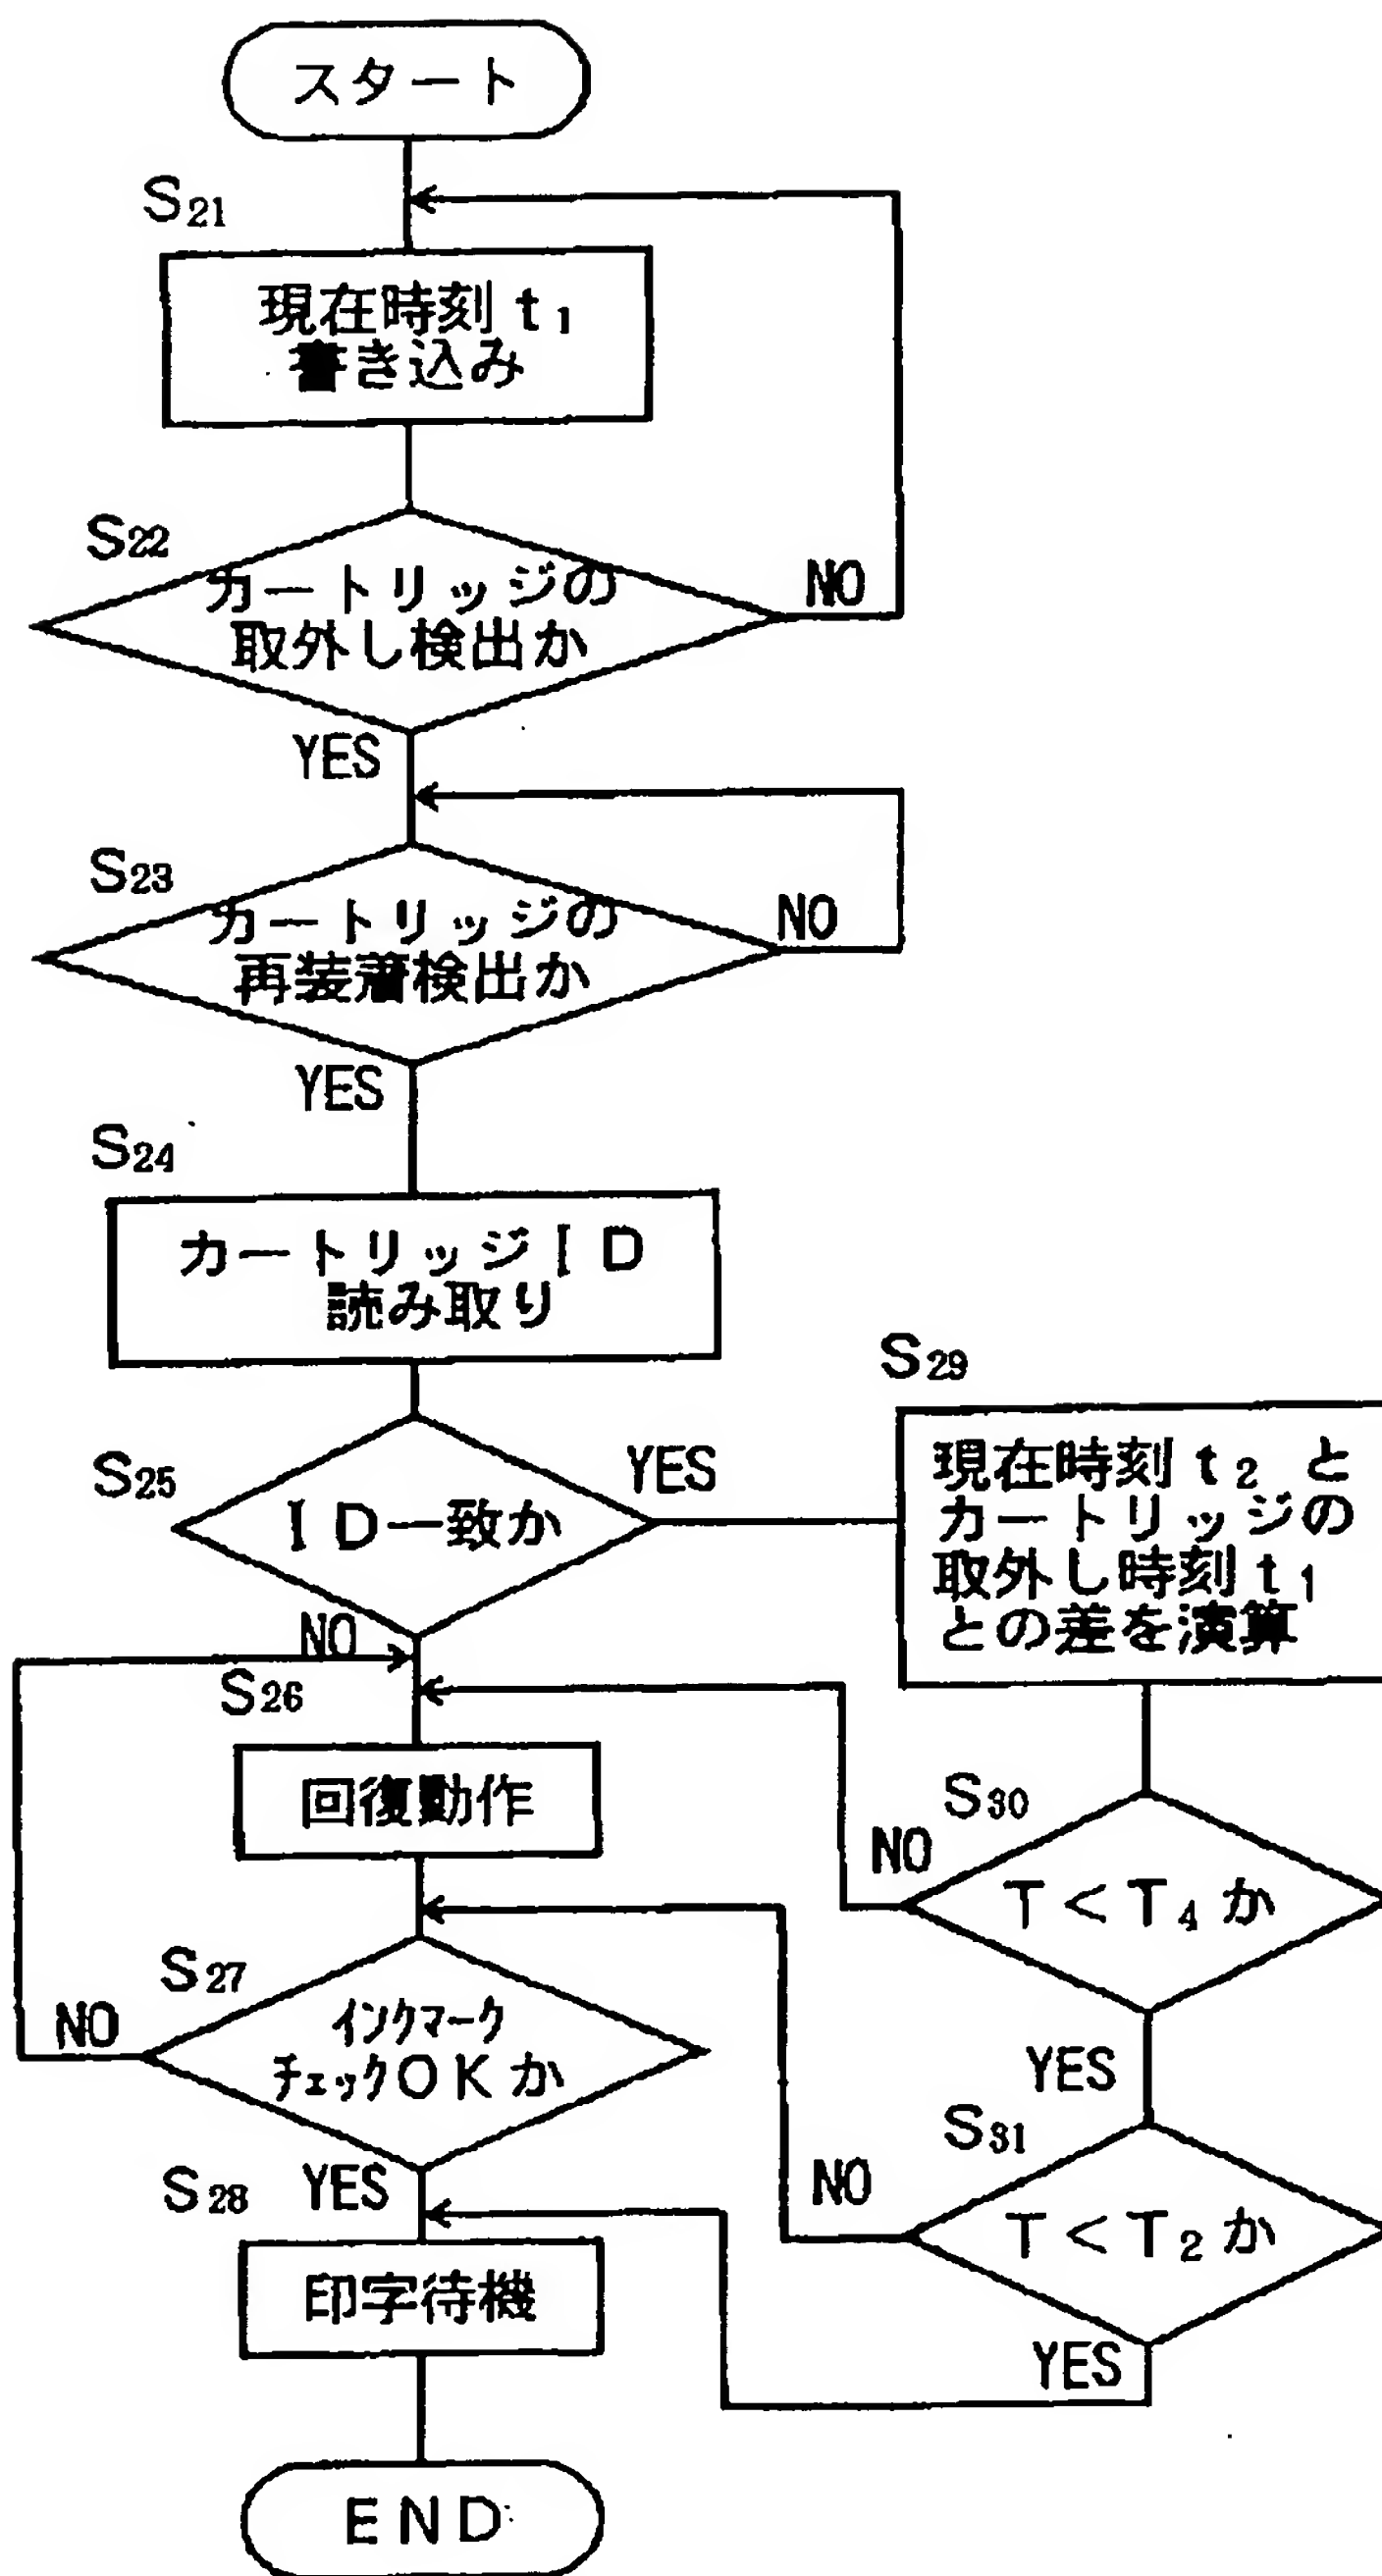 スタート
S21
現在時刻 t1
書き込み
S22
カートリッジの
取外し検出か
NO
YES
S23
カートリッジの
再装着検出か
NO
YES
S24
カートリッジID
読み取り
S25
ID一致か
YES
NO
S29
現在時刻 t2 と
カートリッジの
取外し時刻 t1
との差を演算
S26
回復動作
S30
T < T4 か
NO
YES
S27
インクマーク
チェックOKか
NO
YES
S31
T < T2 か
NO
YES
S28
印字待機
END